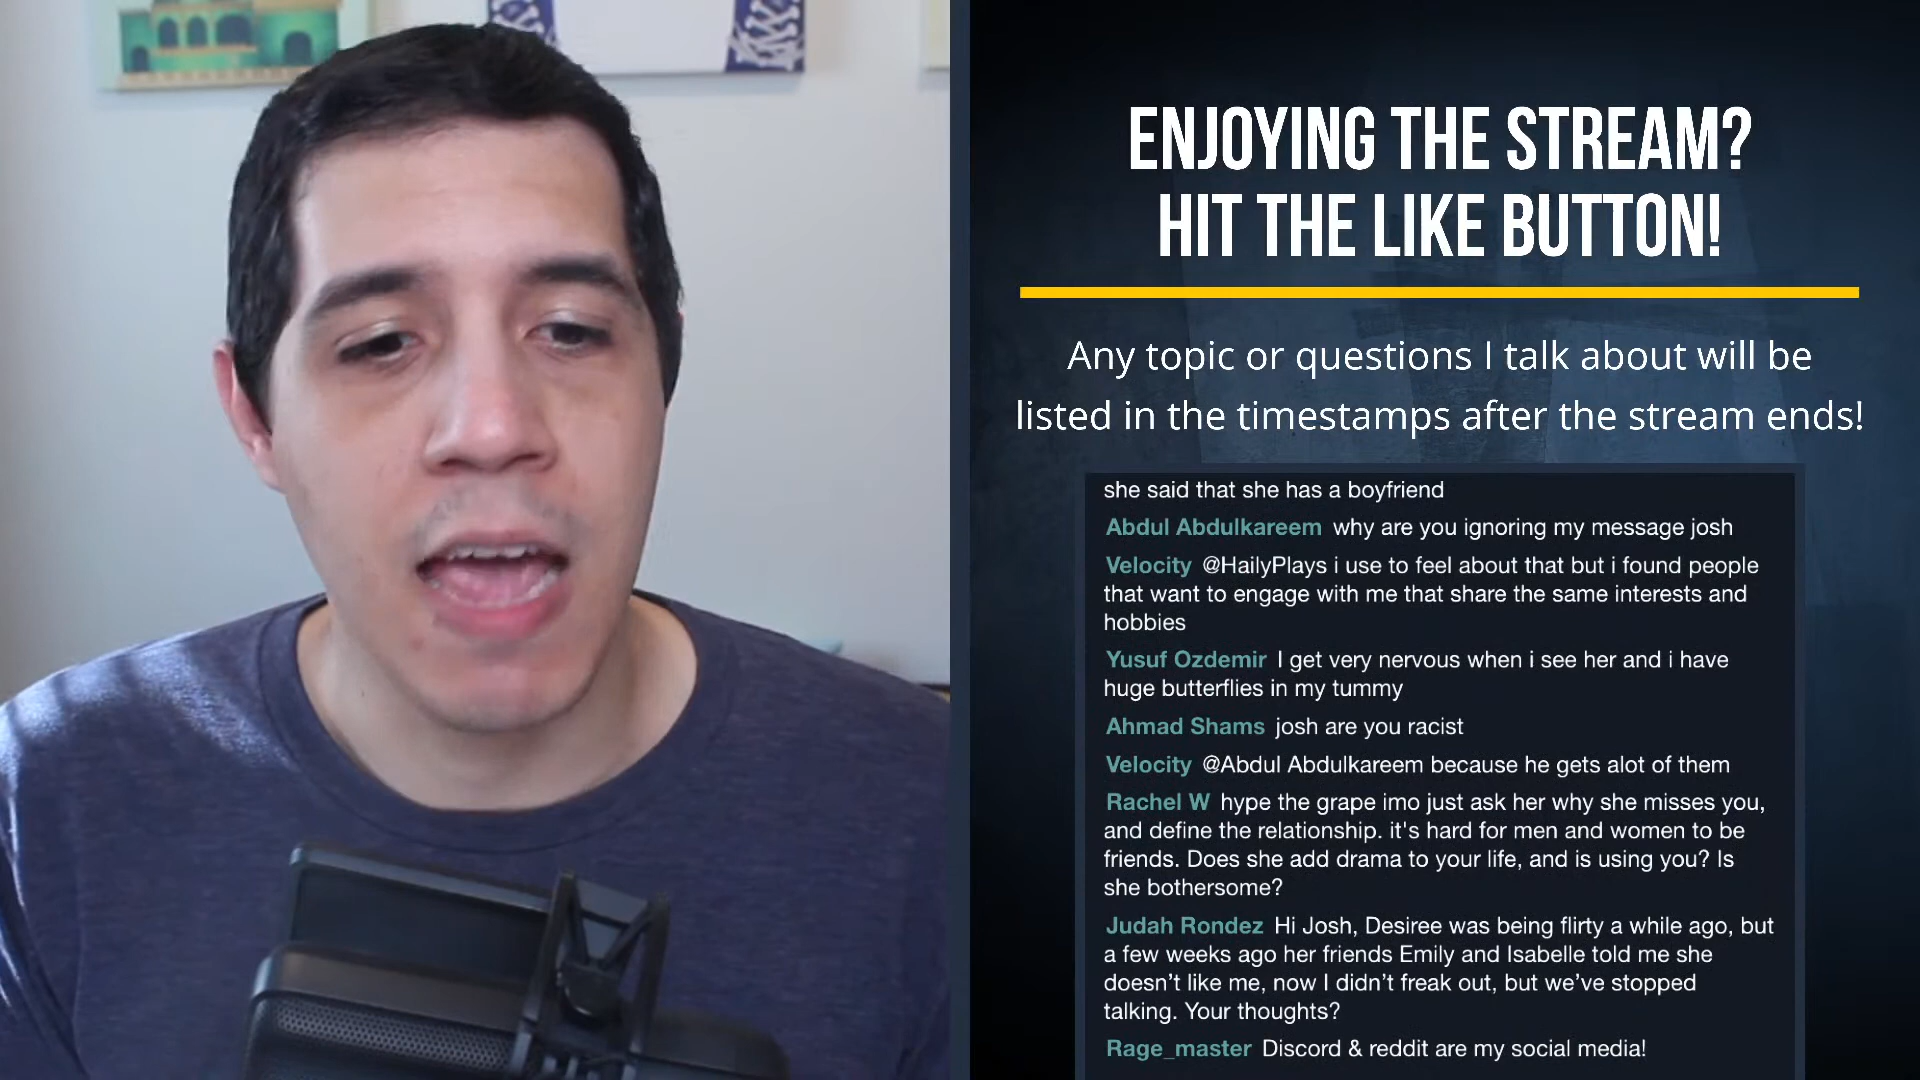 ENJOYING THE STREAM?
HIT THE LIKE BUTTON!
Any topic or questions I talk about will be
listed in the timestamps after the stream ends!
she said that she has a boyfriend
Abdul Abdulkareem why are you ignoring my message josh
Velocity @HailyPlays i use to feel about that but i found people
that want to engage with me that share the same interests and
hobbies
Yusuf Ozdemir I get very nervous when i see her and i have
huge butterflies in my tummy
Ahmad Shams josh are you racist
Velocity @Abdul Abdulkareem because he gets alot of them
Rachel W hype the grape imo just ask her why she misses you,
and define the relationship. it's hard for men and women to be
friends. Does she add drama to your life, and is using you? Is
she bothersome?
Judah Rondez Hi Josh, Desiree was being flirty a while ago, but
a few weeks ago her friends Emily and Isabelle told me she
doesn’t like me, now I didn’t freak out, but we’ve stopped
talking. Your thoughts?
Rage_master Discord & reddit are my social media!